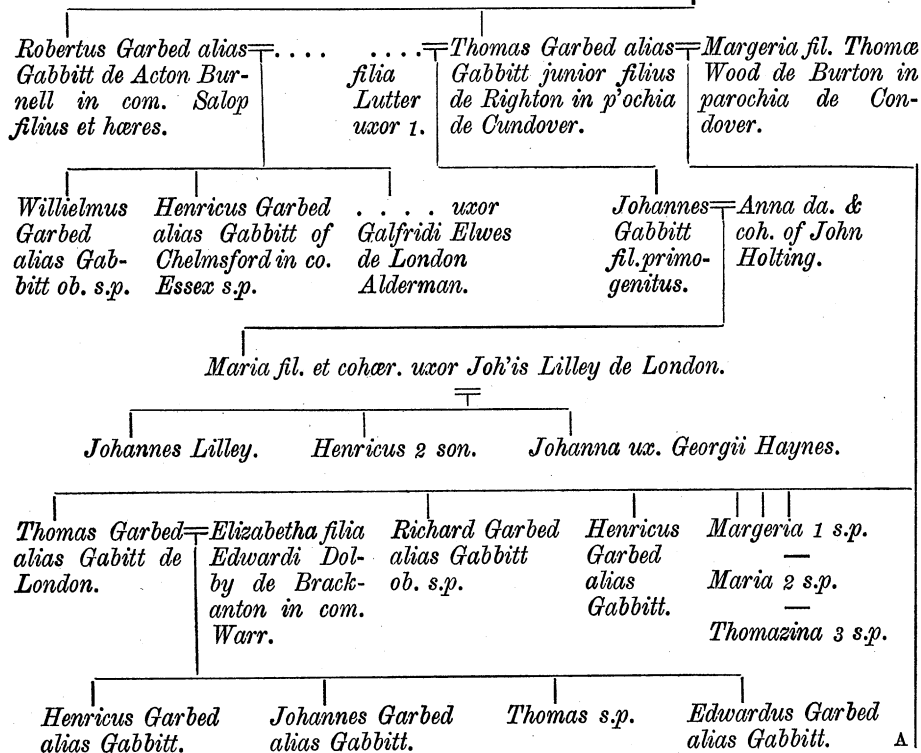 Robertus Garbed alias=. . . .
Gabbitt de Acton Bur-
nell in com. Salop
filius et hæres.
. . . .
filia
Lutter
uxor 1.
=Thomas Garbed alias=
Gabbitt junior filius
de Righton in p'ochia
de Cundover.
Margeria fil. Thomæ
Wood de Burton in
parochia de Con-
dover.
Willielmus
Garbed
alias Gab-
bitt ob. s.p.
Henricus Garbed
alias Gabbitt of
Chelmsford in co.
Essex s.p.
. . . . uxor
Galfridi Elwes
de London
Alderman.
Johannes=
Gabbitt
fil. primo-
genitus.
Anna da. &
coh. of John
Holting.
Maria fil. et cohær. uxor Joh'is Lilley de London.
Johannes Lilley.
Henricus 2 son.
Johanna ux. Georgii Haynes.
Thomas Garbed=
alias Gabitt de
London.
Elizabetha filia
Edwardi Dol-
by de Brack-
anton in com.
Warr.
Richard Garbed
alias Gabbitt
ob. s.p.
Henricus
Garbed
alias
Gabbitt.
Margeria 1 s.p.
—
Maria 2 s.p.
—
Thomazina 3 s.p.
Henricus Garbed
alias Gabbitt.
Johannes Garbed
alias Gabbitt.
Thomas s.p.
Edwardus Garbed
alias Gabbitt.
A